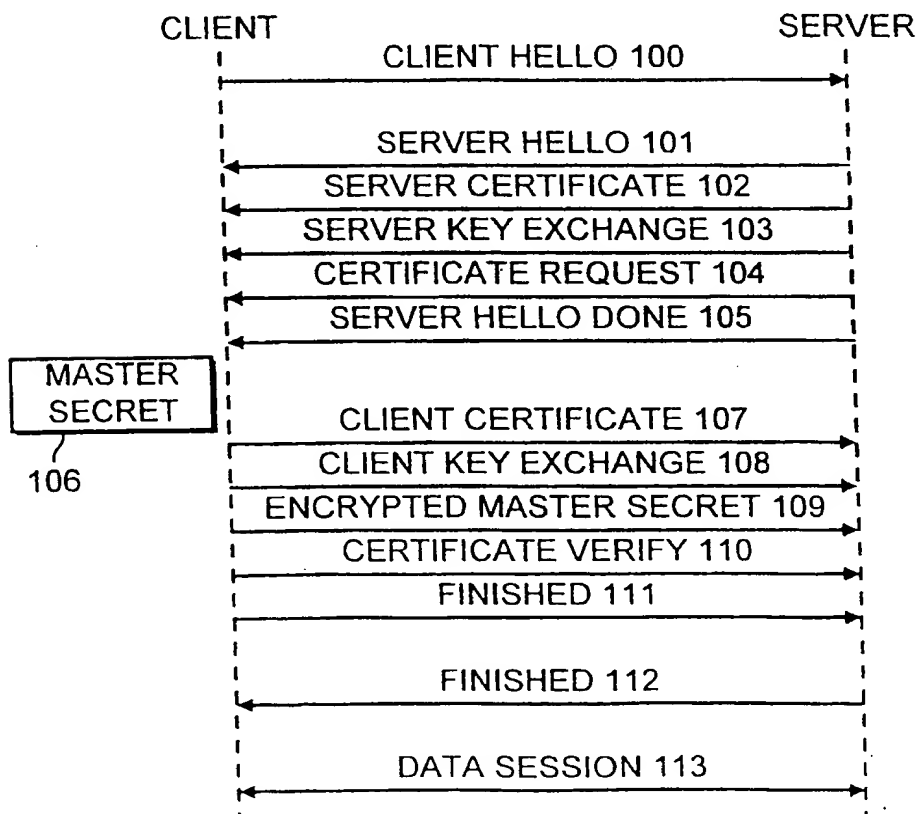 CLIENT
SERVER
CLIENT HELLO 100
SERVER HELLO 101
SERVER CERTIFICATE 102
SERVER KEY EXCHANGE 103
CERTIFICATE REQUEST 104
SERVER HELLO DONE 105
MASTER
SECRET
106
CLIENT CERTIFICATE 107
CLIENT KEY EXCHANGE 108
ENCRYPTED MASTER SECRET 109
CERTIFICATE VERIFY 110
FINISHED 111
FINISHED 112
DATA SESSION 113